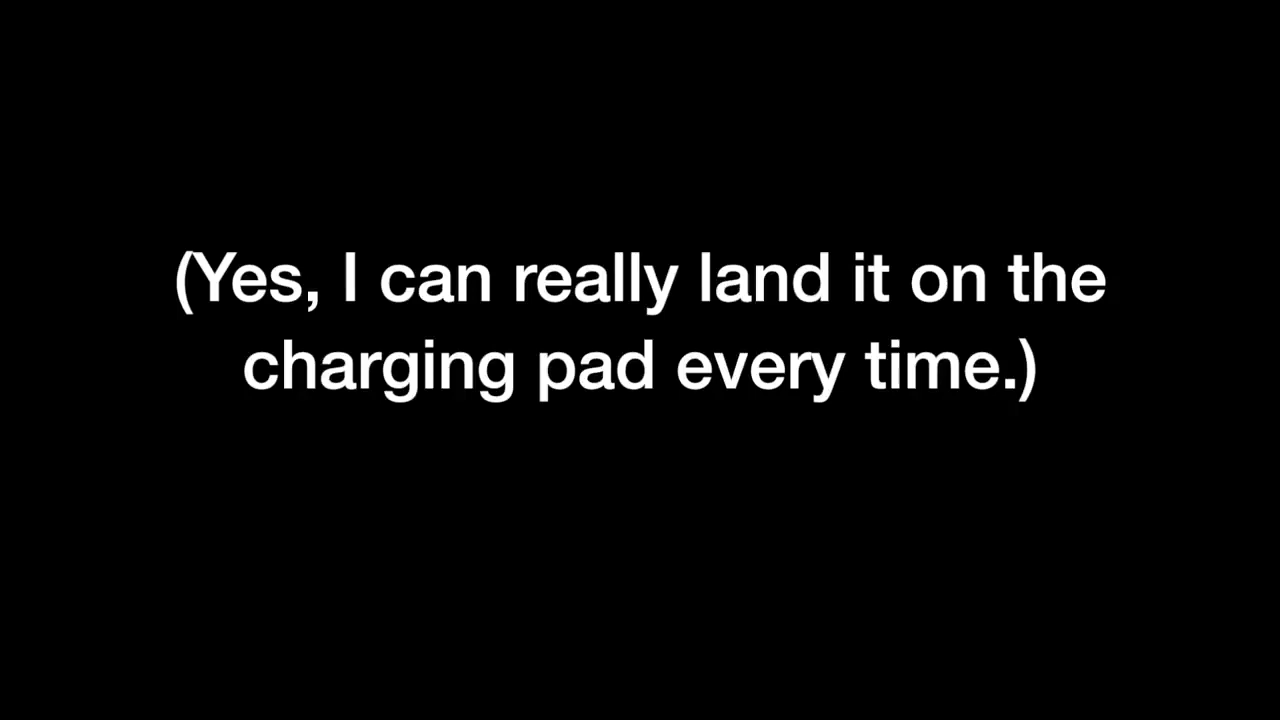 (Yes, I can really land it on the
charging pad every time.)